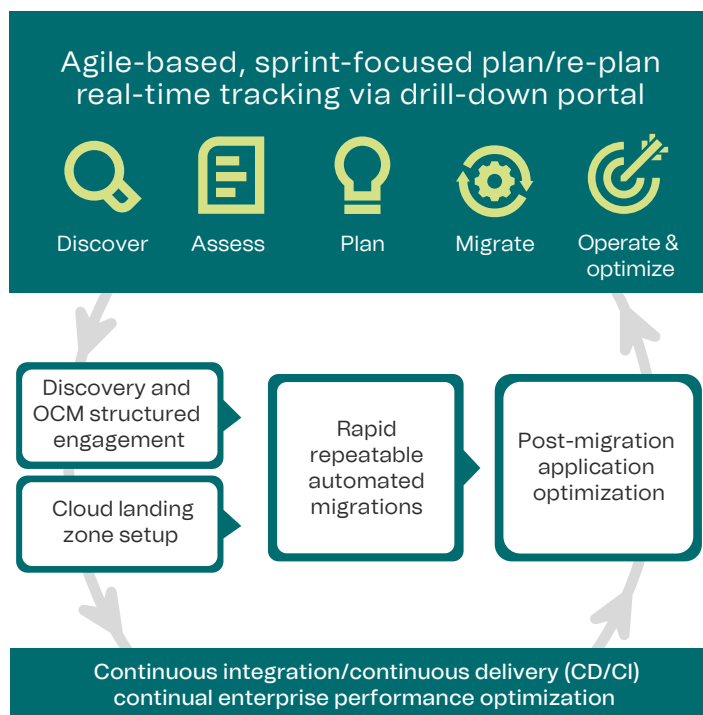 Agile-based, sprint-focused plan/re-plan
real-time tracking via drill-down portal
Discover
Assess
Plan
Migrate
Operate &
optimize
Discovery and
OCM structured
engagement
Cloud landing
zone setup
Rapid
repeatable
automated
migrations
Post-migration
application
optimization
Continuous integration/continuous delivery (CD/CI)
continual enterprise performance optimization